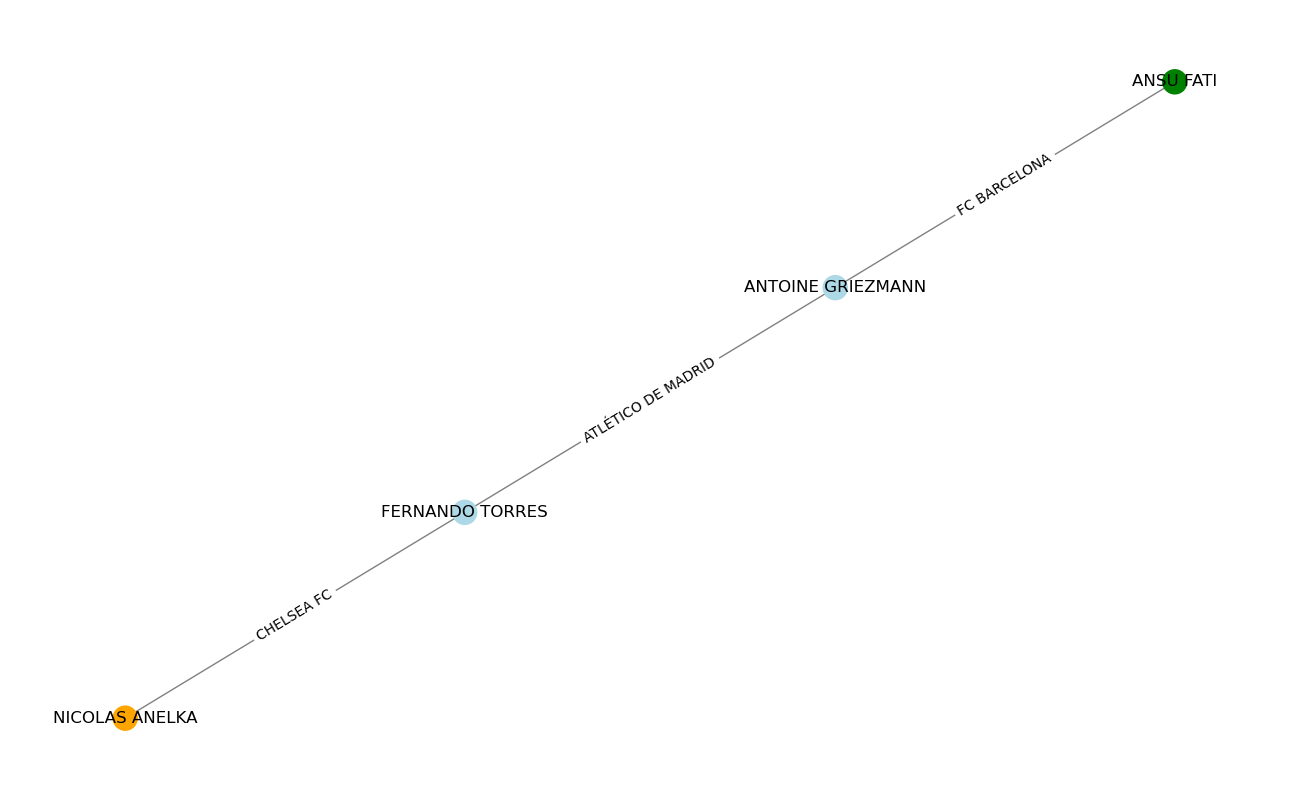 ANSU FATI
FC BARCELONA
ANTOINE GRIEZMANN
ATLÉTICO DE MADRID
FERNANDO TORRES
CHELSEA FC
NICOLAS ANELKA